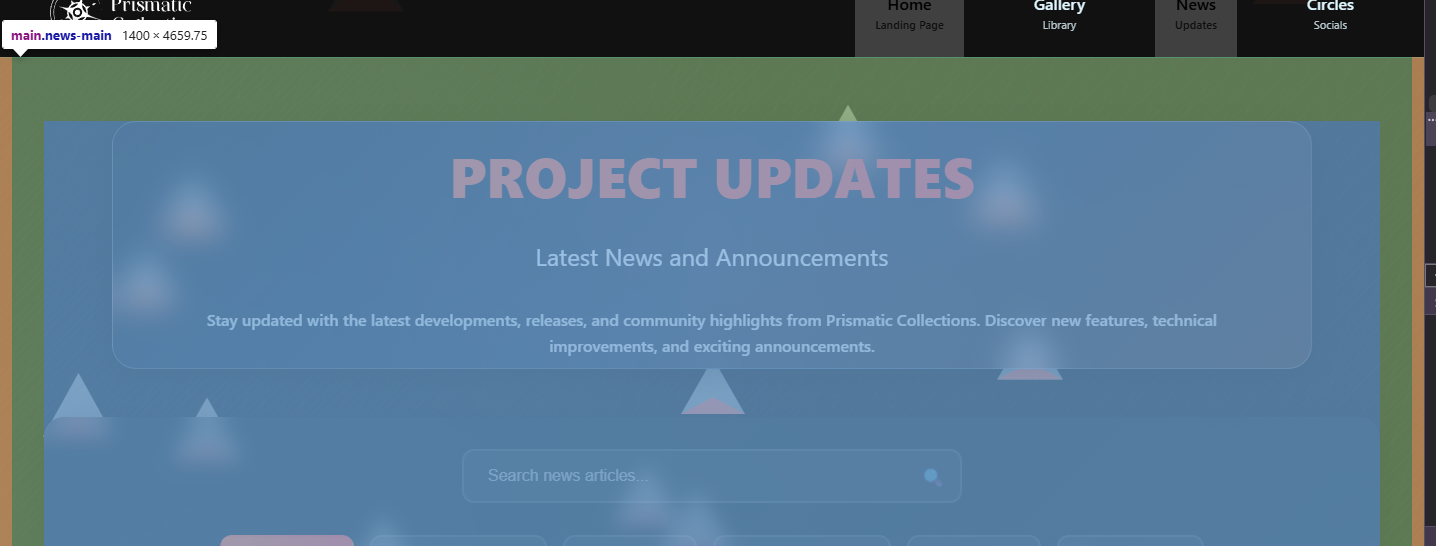 Prismatic
Collections
Home
Landing Page
Gallery
Library
News
Updates
Circles
Socials
main.news-main 1400 × 4659.75
PROJECT UPDATES
Latest News and Announcements
Stay updated with the latest developments, releases, and community highlights from Prismatic Collections. Discover new features, technical
improvements, and exciting announcements.
Search news articles...